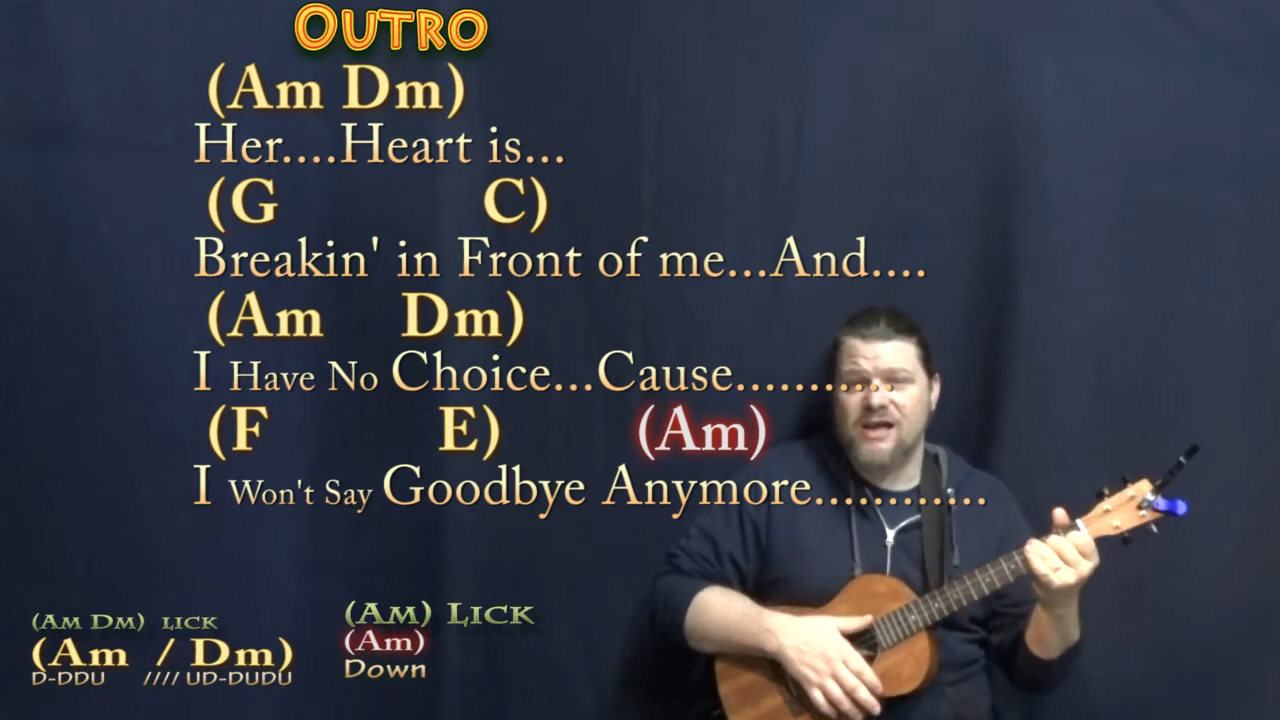 OUTRO
(Am Dm)
Her....Heart is...
(G C)
Breakin' in Front of me...And....
(Am Dm)
I Have No Choice...Cause...........
(F E) (Am)
I Won't Say Goodbye Anymore............
(Am Dm) LICK
(Am / Dm)
D-DDU //// UD-DUDU
(Am) LICK
(Am)
Down